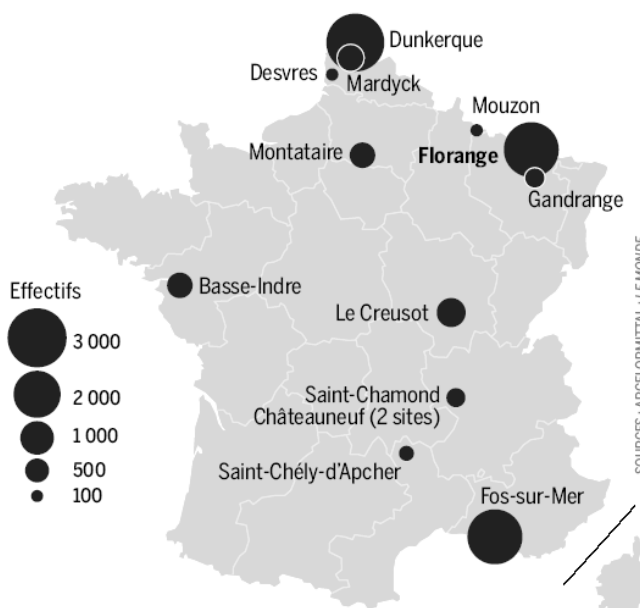 Dunkerque
Desvres
Mardyck
Mouzon
Montataire
Florange
Gandrange
Basse-Indre
Effectifs
3 000
2 000
1 000
500
100
Le Creusot
Saint-Chamond
Châteauneuf (2 sites)
Saint-Chély-d'Apcher
Fos-sur-Mer
SOURCES : ARCELORMITTAL ; LE MONDE